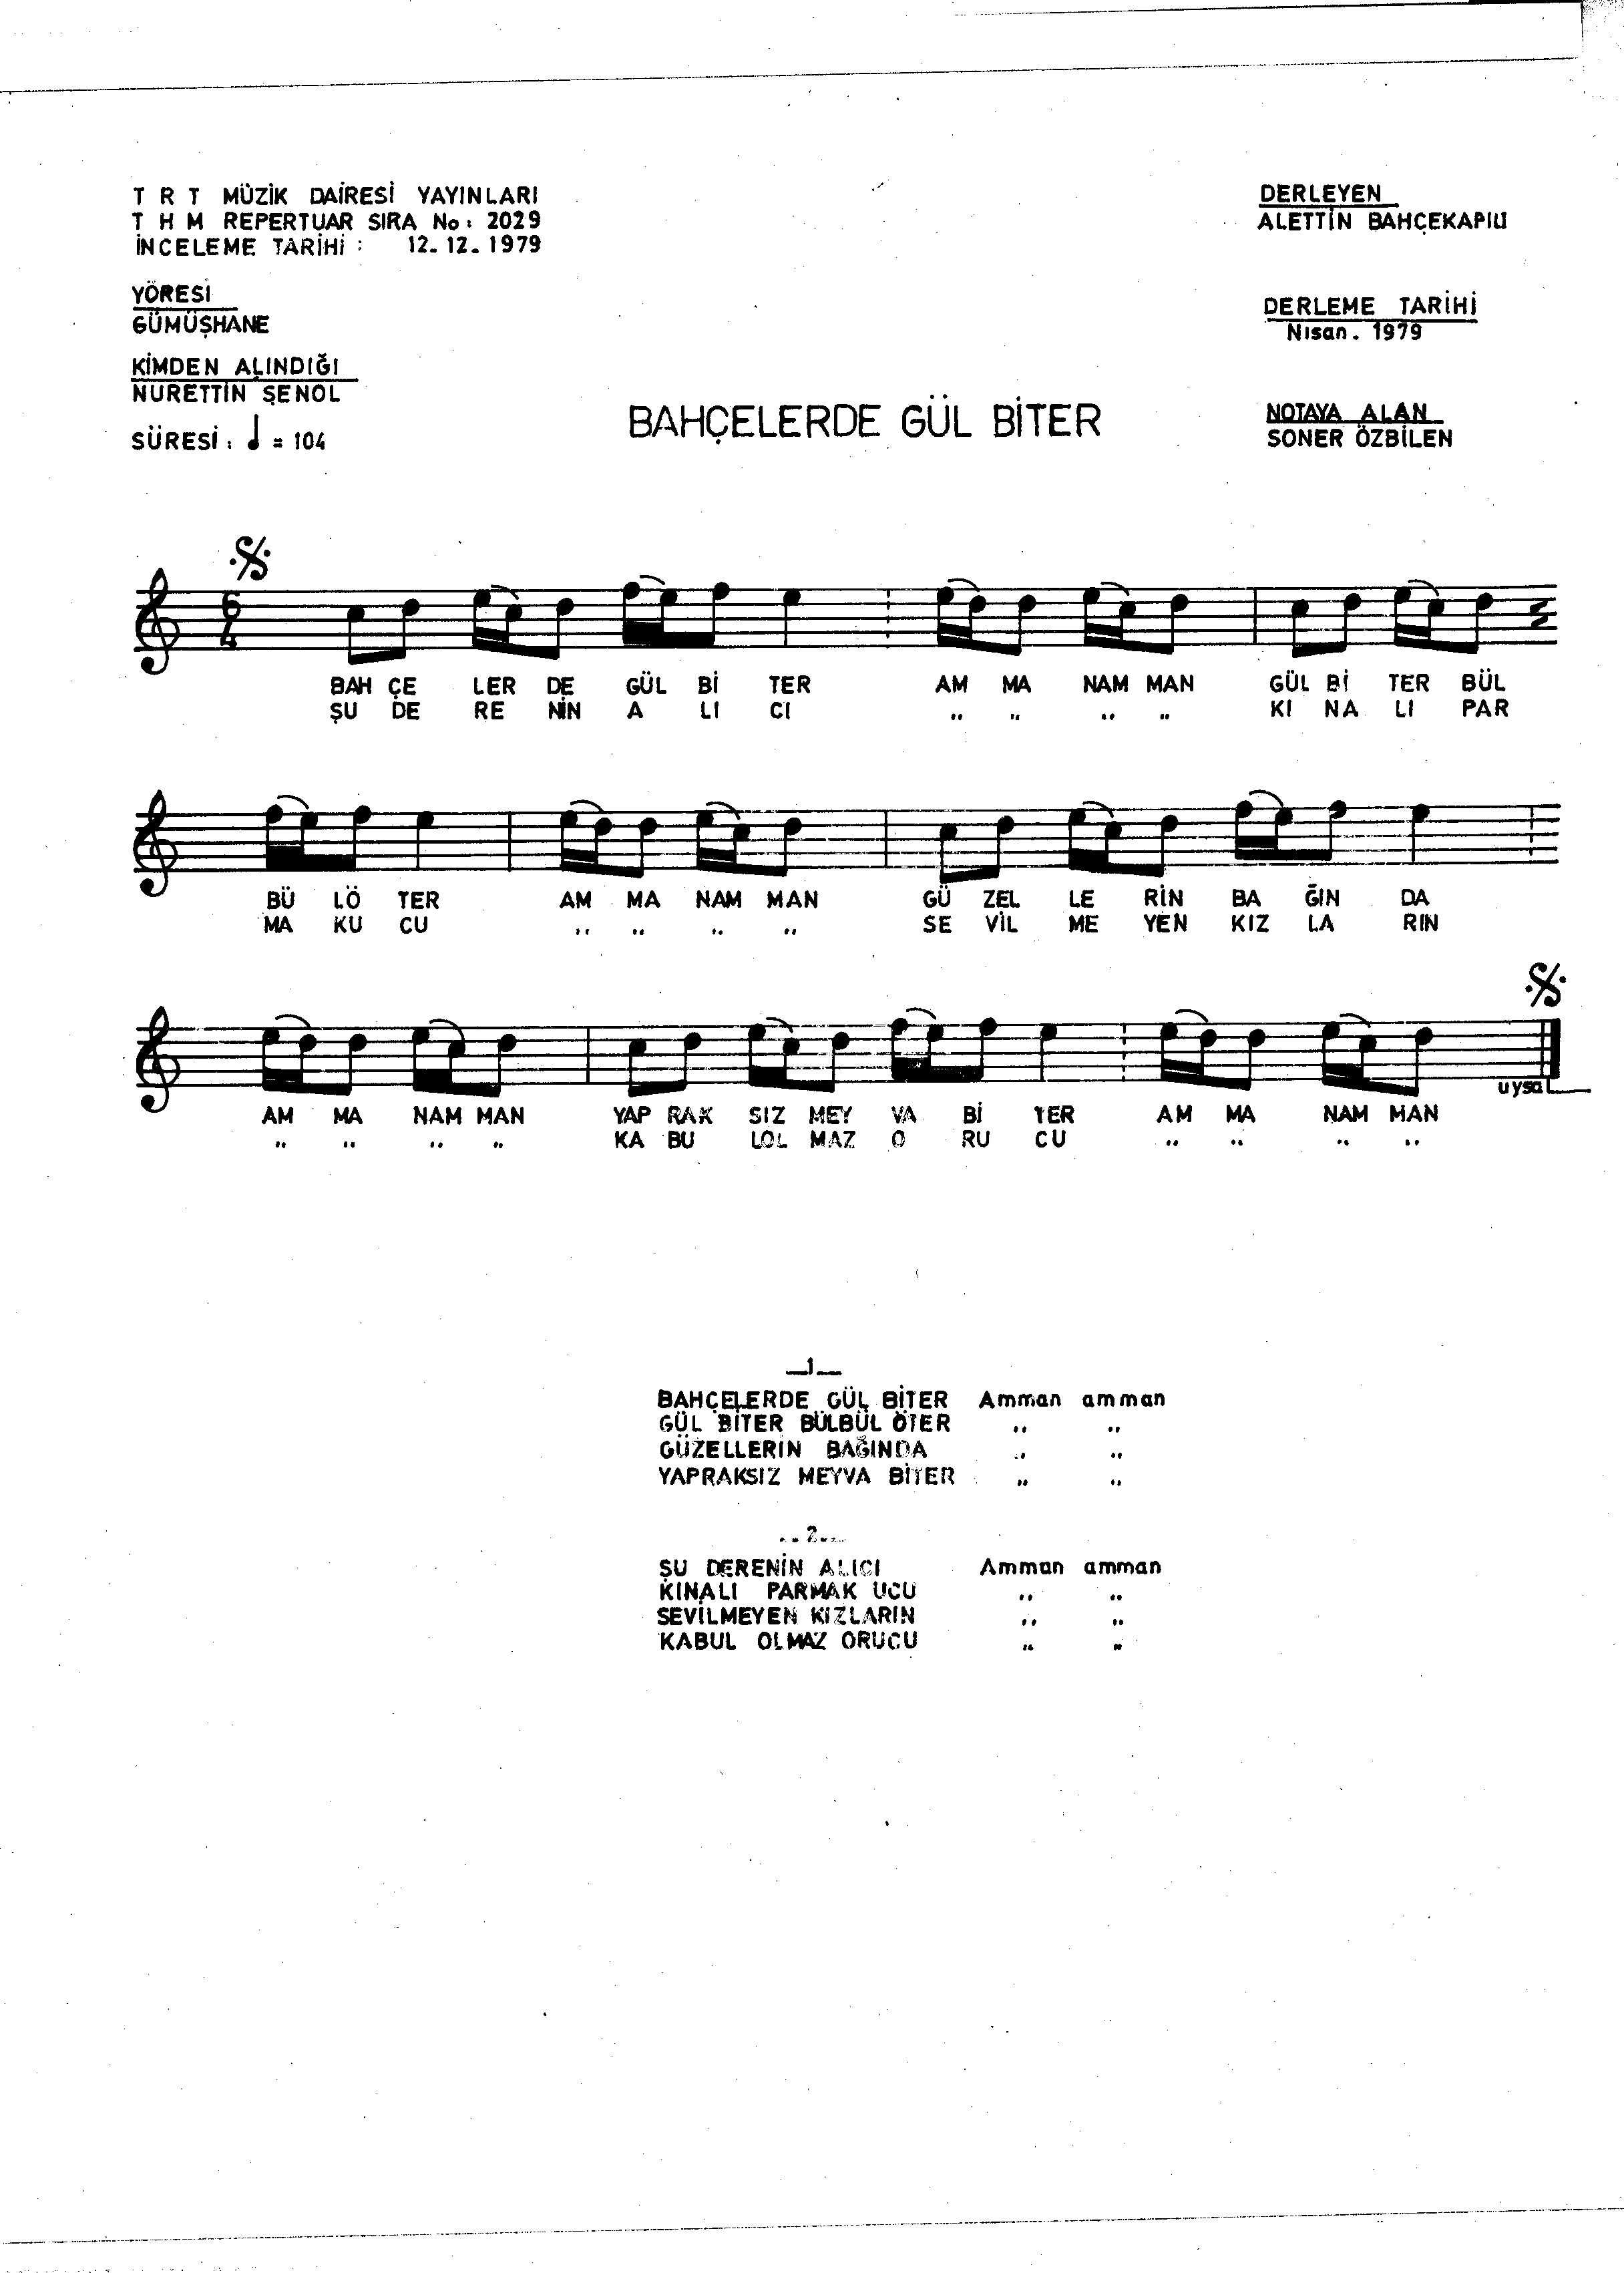 T R T MÜZİK DAİRESİ YAYINLARI
T H M REPERTUAR SIRA No: 2029
İNCELEME TARİHİ : 12.12.1979
YÖRESİ
GÜMÜŞHANE
KİMDEN ALINDIĞI
NURETTİN ŞENOL
SÜRESİ: ♩ = 104
DERLEYEN
ALETTİN BAHÇEKAPILI
DERLEME TARİHİ
Nisan. 1979
NOTAYA ALAN
SONER ÖZBİLEN
BAHÇELERDE GÜL BİTER
6/4
BAH ÇE LER DE GÜL Bİ TER AM MA NAM MAN GÜL Bİ TER BÜL
ŞU DE RE NİN A LI CI ,, ,, ,, ,, KI NA LI PAR
BÜ LÖ TER AM MA NAM MAN GÜ ZEL LE RİN BA ĞIN DA
MA KU CU ,, ,, ,, ,, SE VİL ME YEN KIZ LA RIN
AM MA NAM MAN YAP RAK SIZ MEY VA Bİ TER AM MA NAM MAN
,, ,, ,, ,, KA BU LOL MAZ O RU CU ,, ,, ,, ,,
uysal
—1—
BAHÇELERDE GÜL BİTER Amman amman
GÜL BİTER BÜLBÜL ÖTER ,, ,,
GÜZELLERİN BAĞINDA ,, ,,
YAPRAKSIZ MEYVA BİTER ,, ,,
—2—
ŞU DERENİN ALICI Amman amman
KINALI PARMAK UCU ,, ,,
SEVİLMEYEN KIZLARIN ,, ,,
KABUL OLMAZ ORUCU ,, ,,